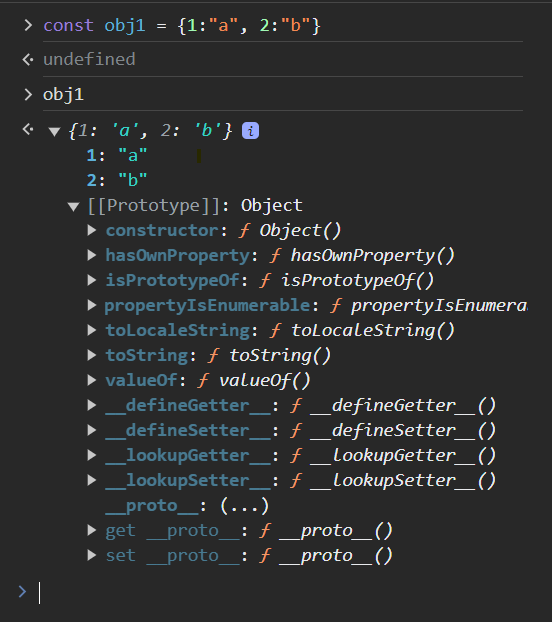 > const obj1 = {1:"a", 2:"b"}
undefined
> obj1
▼ {1: 'a', 2: 'b'} i
1: "a"
2: "b"
▼ [[Prototype]]: Object
▶ constructor: ƒ Object()
▶ hasOwnProperty: ƒ hasOwnProperty()
▶ isPrototypeOf: ƒ isPrototypeOf()
▶ propertyIsEnumerable: ƒ propertyIsEnumera
▶ toLocaleString: ƒ toLocaleString()
▶ toString: ƒ toString()
▶ valueOf: ƒ valueOf()
▶ __defineGetter__: ƒ __defineGetter__()
▶ __defineSetter__: ƒ __defineSetter__()
▶ __lookupGetter__: ƒ __lookupGetter__()
▶ __lookupSetter__: ƒ __lookupSetter__()
__proto__: (...)
▶ get __proto__: ƒ __proto__()
▶ set __proto__: ƒ __proto__()
>